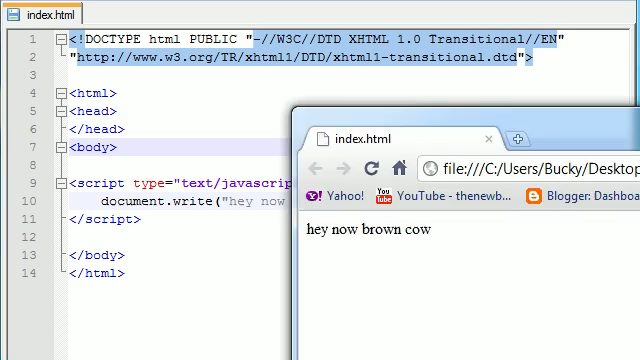 index.html
1 <!DOCTYPE html PUBLIC "-//W3C//DTD XHTML 1.0 Transitional//EN"
2 "http://www.w3.org/TR/xhtml1/DTD/xhtml1-transitional.dtd">
3
4 <html>
5 <head>
6 </head>
7 <body>
8
9 <script type="text/javascrip
10 document.write("hey now
11 </script>
12
13 </body>
14 </html>
index.html
file:///C:/Users/Bucky/Desktop
Yahoo! YouTube - thenewb... Blogger: Dashboa
hey now brown cow